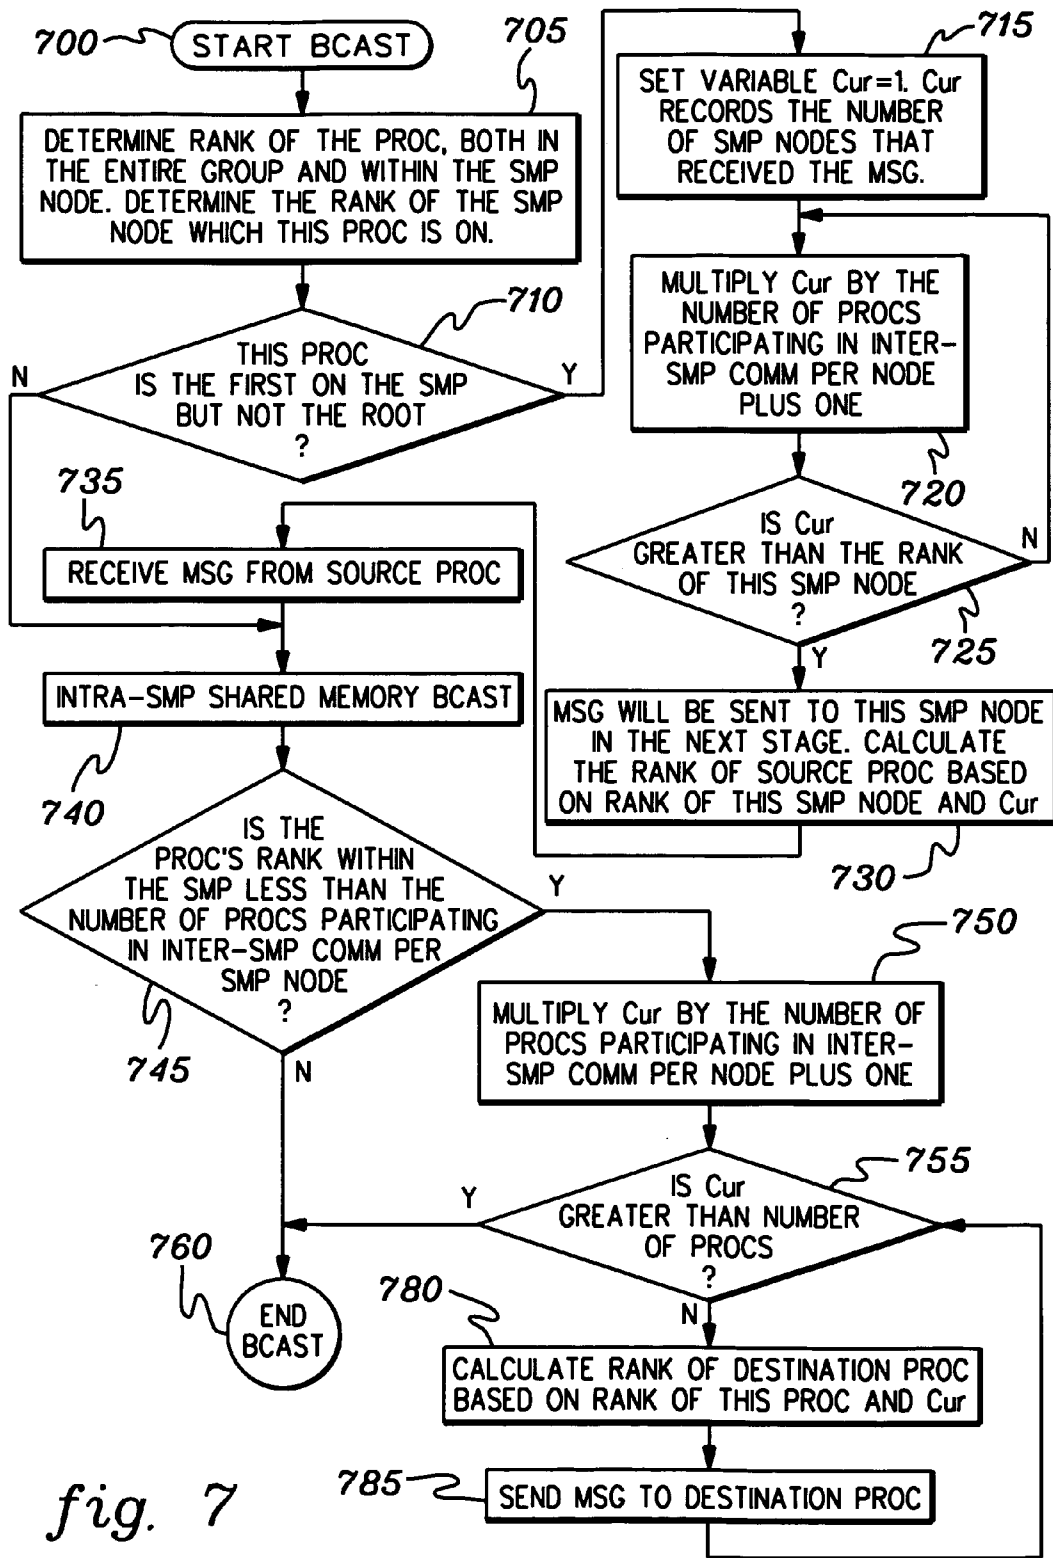 700
START BCAST
705
DETERMINE RANK OF THE PROC, BOTH IN
THE ENTIRE GROUP AND WITHIN THE SMP
NODE. DETERMINE THE RANK OF THE SMP
NODE WHICH THIS PROC IS ON.
710
THIS PROC
IS THE FIRST ON THE SMP
BUT NOT THE ROOT
?
N
Y
715
SET VARIABLE Cur=1. Cur
RECORDS THE NUMBER
OF SMP NODES THAT
RECEIVED THE MSG.
MULTIPLY Cur BY THE
NUMBER OF PROCS
PARTICIPATING IN INTER-
SMP COMM PER NODE
PLUS ONE
720
IS Cur
GREATER THAN THE RANK
OF THIS SMP NODE
?
N
725
Y
MSG WILL BE SENT TO THIS SMP NODE
IN THE NEXT STAGE. CALCULATE
THE RANK OF SOURCE PROC BASED
ON RANK OF THIS SMP NODE AND Cur
730
735
RECEIVE MSG FROM SOURCE PROC
INTRA-SMP SHARED MEMORY BCAST
740
IS THE
PROC'S RANK WITHIN
THE SMP LESS THAN THE
NUMBER OF PROCS PARTICIPATING
IN INTER-SMP COMM PER
SMP NODE
?
Y
745
N
750
MULTIPLY Cur BY THE NUMBER OF
PROCS PARTICIPATING IN INTER-
SMP COMM PER NODE PLUS ONE
755
IS Cur
GREATER THAN NUMBER
OF PROCS
?
Y
N
760
END
BCAST
780
CALCULATE RANK OF DESTINATION PROC
BASED ON RANK OF THIS PROC AND Cur
785
SEND MSG TO DESTINATION PROC
fig. 7